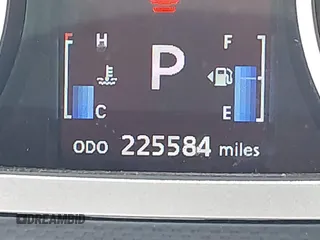 H P F
C E
ODO 225584 miles
DREAMBID